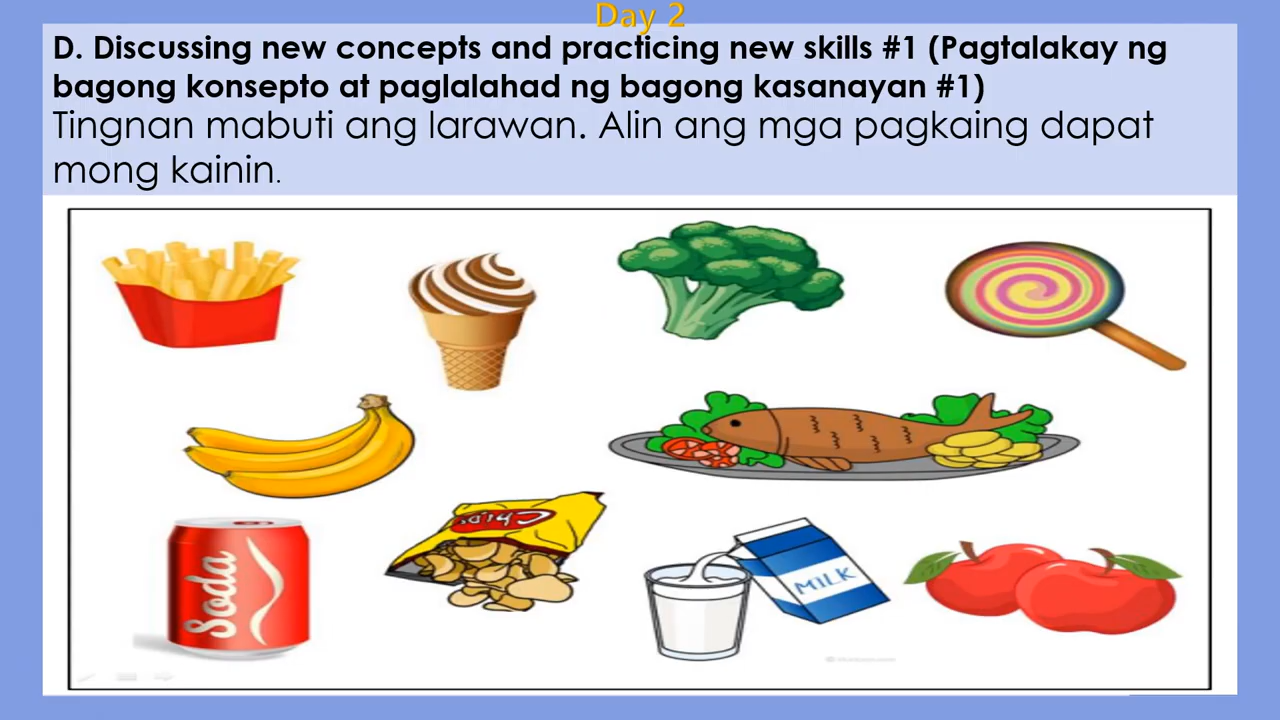 Day 2
D. Discussing new concepts and practicing new skills #1 (Pagtalakay ng
bagong konsepto at paglalahad ng bagong kasanayan #1)
Tingnan mabuti ang larawan. Alin ang mga pagkaing dapat
mong kainin.
Soda
Chips
MILK